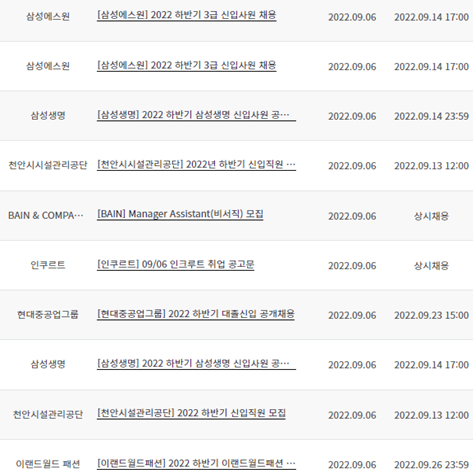 삼성에스원 [삼성에스원] 2022 하반기 3급 신입사원 채용 2022.09.06 2022.09.14 17:00
삼성에스원 [삼성에스원] 2022 하반기 3급 신입사원 채용 2022.09.06 2022.09.14 17:00
삼성생명 [삼성생명] 2022 하반기 삼성생명 신입사원 공… 2022.09.06 2022.09.14 23:59
천안시시설관리공단 [천안시시설관리공단] 2022년 하반기 신입직원 … 2022.09.06 2022.09.13 12:00
BAIN & COMPA… [BAIN] Manager Assistant(비서직) 모집 2022.09.06 상시채용
인쿠르트 [인쿠르트] 09/06 인크루트 취업 공고문 2022.09.06 상시채용
현대중공업그룹 [현대중공업그룹] 2022 하반기 대졸신입 공개채용 2022.09.06 2022.09.23 15:00
삼성생명 [삼성생명] 2022 하반기 삼성생명 신입사원 공… 2022.09.06 2022.09.14 17:00
천안시설관리공단 [천안시설관리공단] 2022 하반기 신입직원 모집 2022.09.06 2022.09.13 12:00
이랜드월드 패션 [이랜드월드패션] 2022 하반기 이랜드월드패션 … 2022.09.06 2022.09.26 23:59